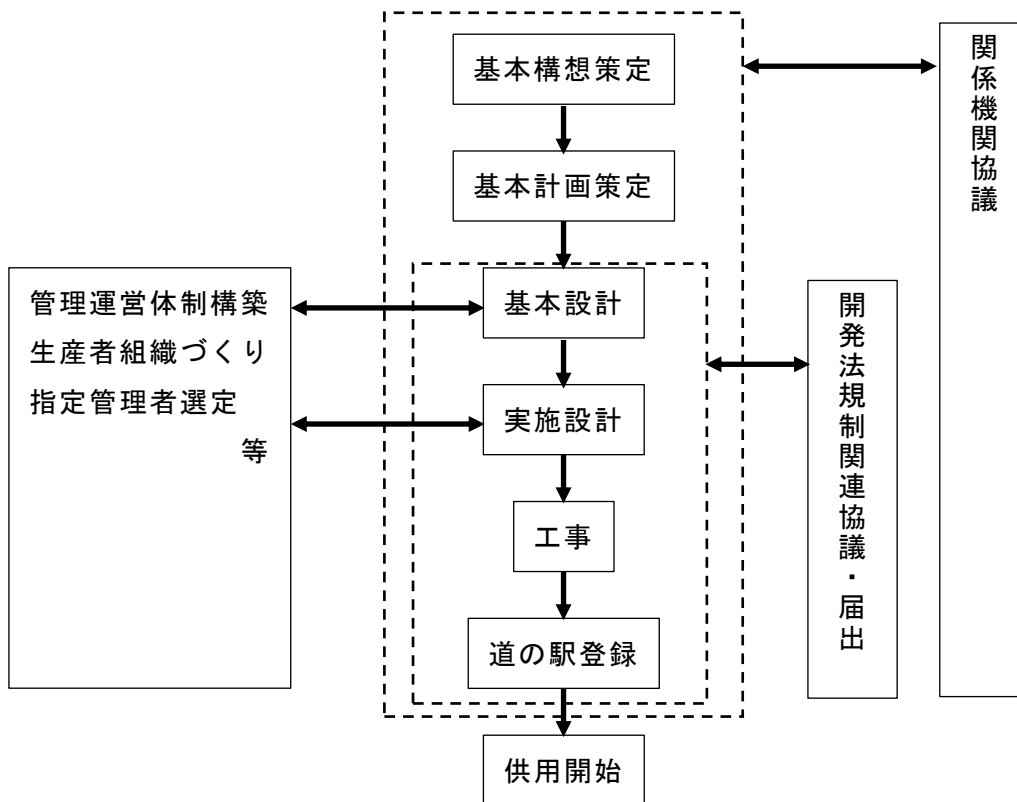 基本構想策定
基本計画策定
基本設計
実施設計
工事
道の駅登録
供用開始
管理運営体制構築
生産者組織づくり
指定管理者選定
等
開発法規制関連協議・届出
関係機関協議